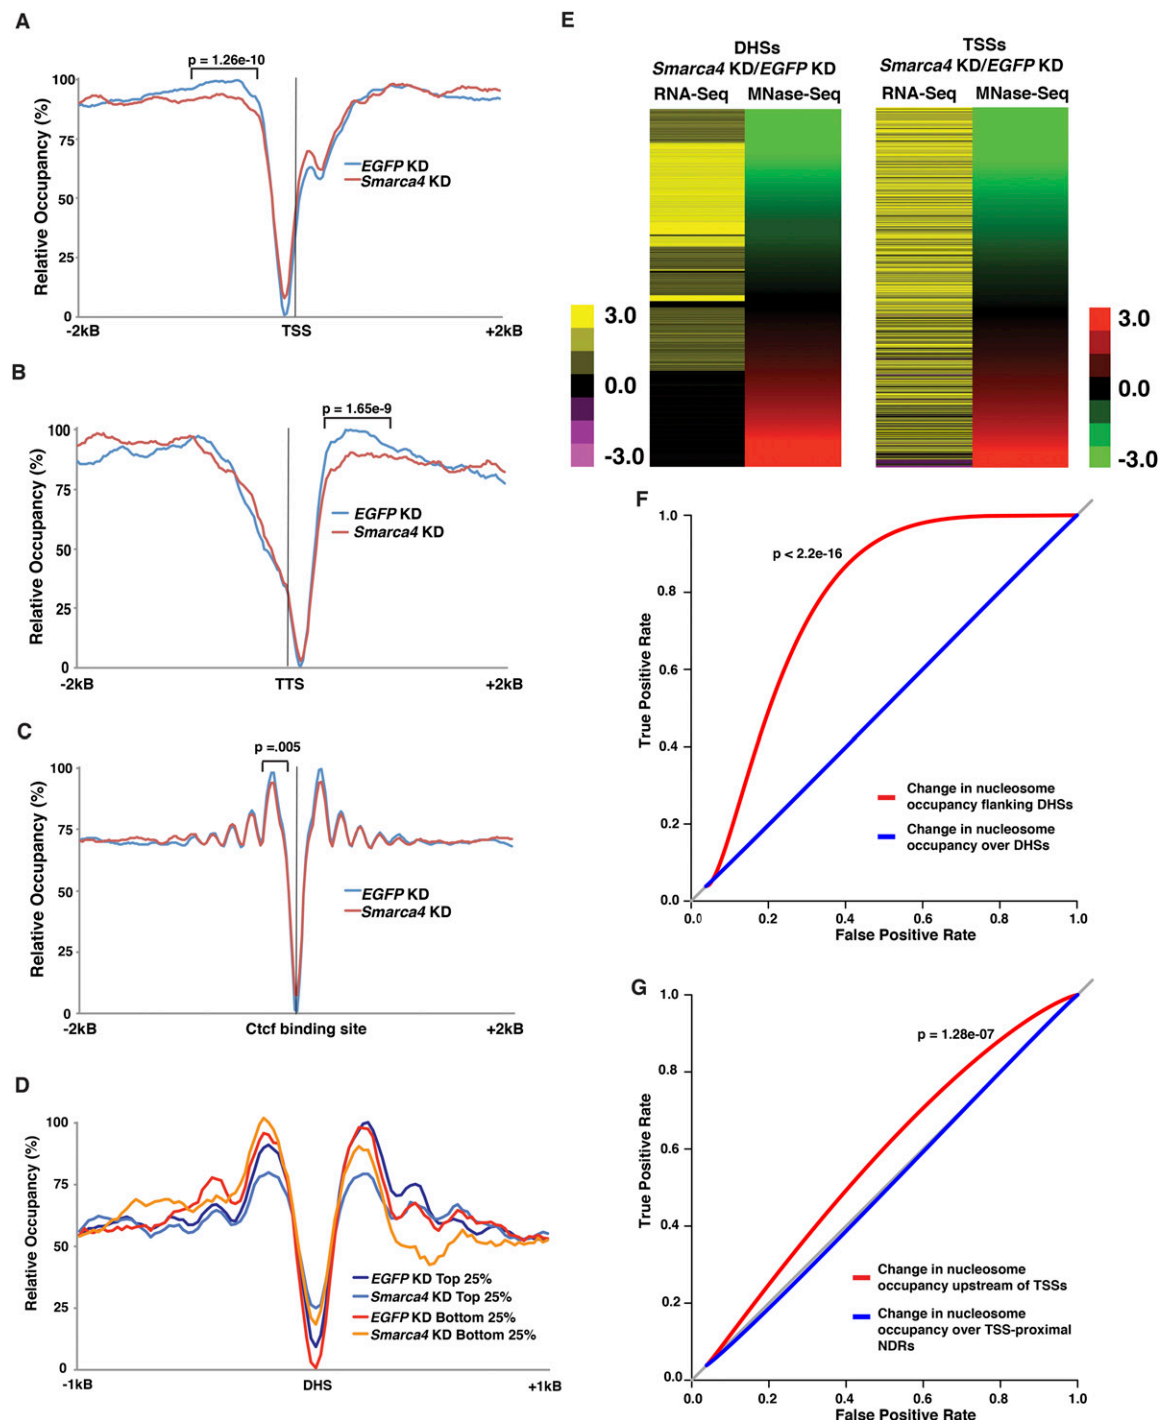 A
p = 1.26e-10
Relative Occupancy (%)
100
75
50
25
0
EGFP KD
Smarca4 KD
-2kB
TSS
+2kB
B
p = 1.65e-9
Relative Occupancy (%)
100
75
50
25
0
EGFP KD
Smarca4 KD
-2kB
TTS
+2kB
C
p =.005
Relative Occupancy (%)
100
75
50
25
0
EGFP KD
Smarca4 KD
-2kB
Ctcf binding site
+2kB
D
Relative Occupancy (%)
100
75
50
25
0
EGFP KD Top 25%
Smarca4 KD Top 25%
EGFP KD Bottom 25%
Smarca4 KD Bottom 25%
-1kB
DHS
+1kB
E
DHSs
Smarca4 KD/EGFP KD
RNA-Seq MNase-Seq
TSSs
Smarca4 KD/EGFP KD
RNA-Seq MNase-Seq
3.0
0.0
-3.0
3.0
0.0
-3.0
F
p < 2.2e-16
True Positive Rate
1.0
0.8
0.6
0.4
0.2
0.0
Change in nucleosome
occupancy flanking DHSs
Change in nucleosome
occupancy over DHSs
0.0 0.2 0.4 0.6 0.8 1.0
False Positive Rate
G
p = 1.28e-07
True Positive Rate
1.0
0.8
0.6
0.4
0.2
0.0
Change in nucleosome
occupancy upstream of TSSs
Change in nucleosome
occupancy over TSS-proximal
NDRs
0.0 0.2 0.4 0.6 0.8 1.0
False Positive Rate